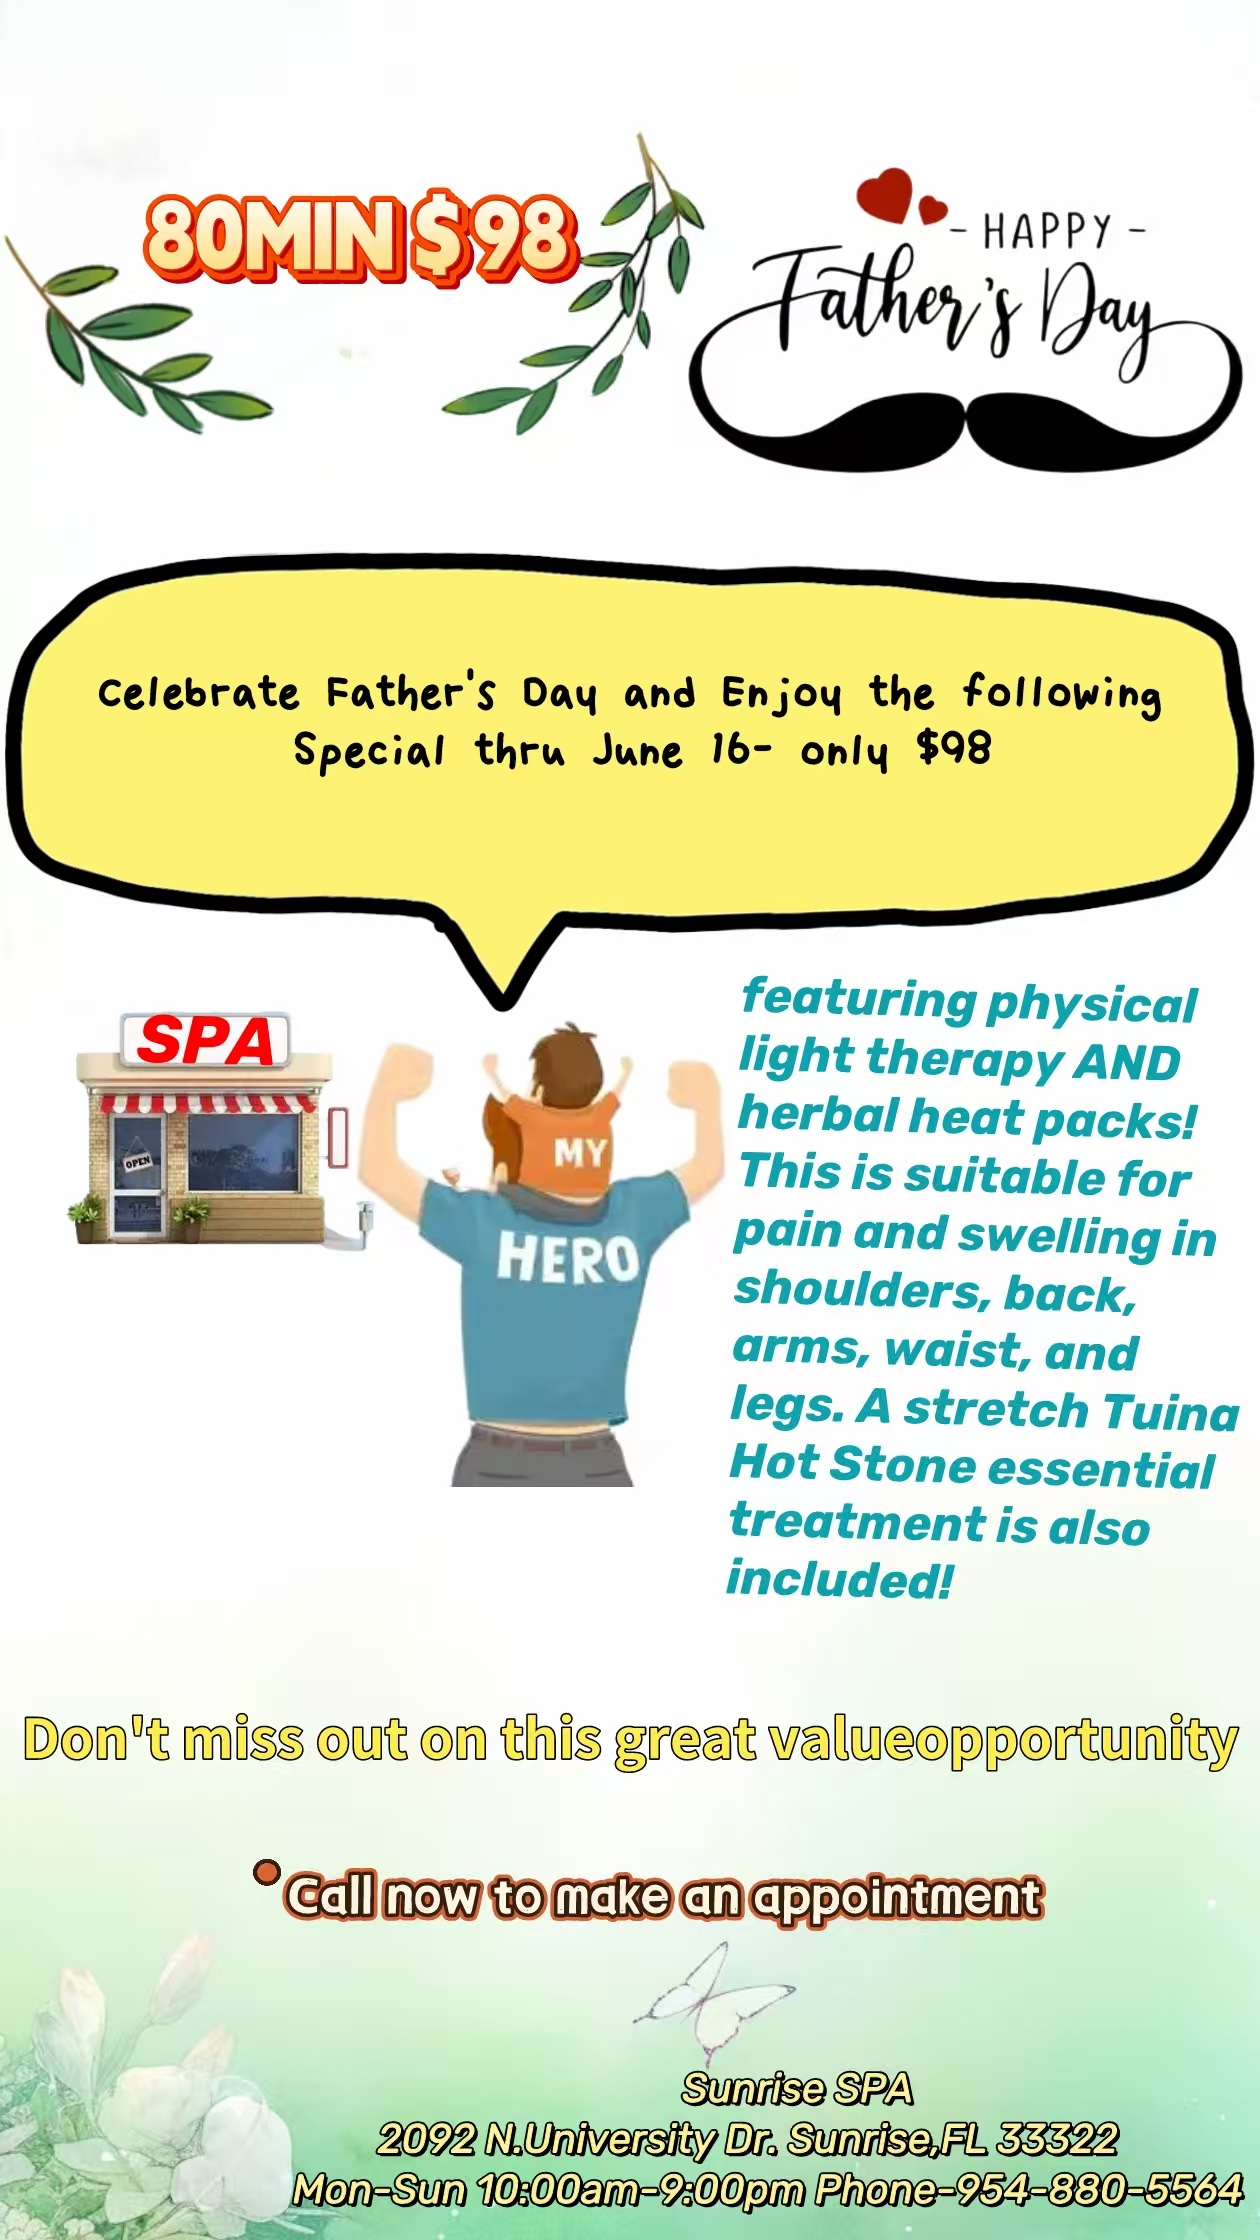 80MIN $98
- HAPPY -
Father's Day
Celebrate Father's Day and Enjoy the following
Special thru June 16- only $98
SPA
OPEN
MY
HERO
featuring physical
light therapy AND
herbal heat packs!
This is suitable for
pain and swelling in
shoulders, back,
arms, waist, and
legs. A stretch Tuina
Hot Stone essential
treatment is also
included!
Don't miss out on this great valueopportunity
Call now to make an appointment
Sunrise SPA
2092 N.University Dr. Sunrise,FL 33322
Mon-Sun 10:00am-9:00pm Phone-954-880-5564